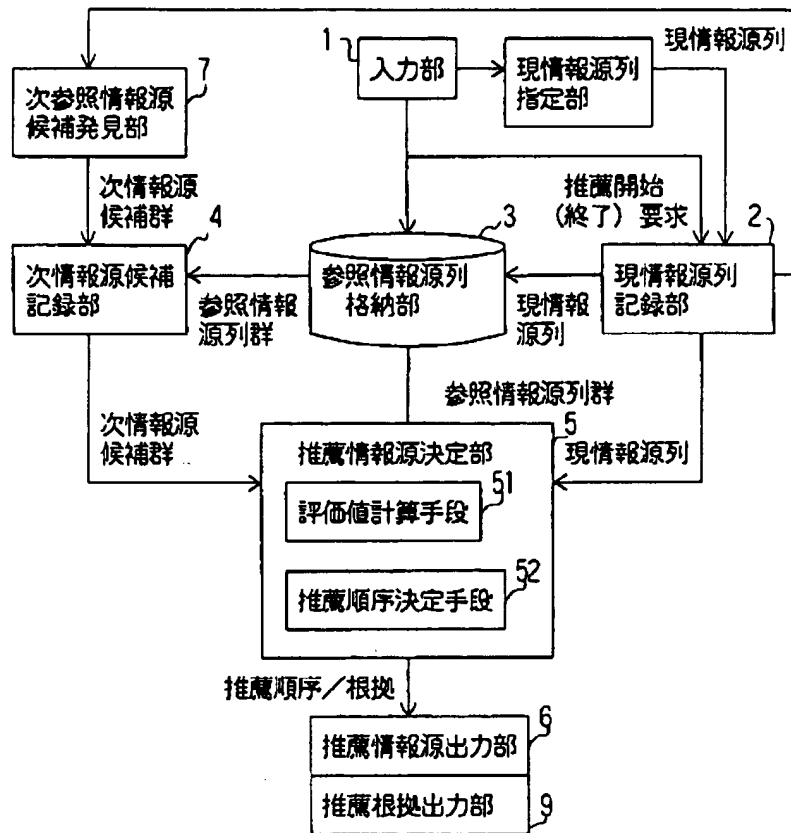 現情報源列
1
入力部
現情報源列
指定部
7
次参照情報源
候補発見部
次情報源
候補群
推薦開始
(終了)要求
4
3
2
次情報源候補
記録部
参照情報源列
格納部
現情報源列
記録部
参照情報
源列群
現情報
源列
参照情報源列群
次情報源
候補群
5
推薦情報源決定部
現情報源列
51
評価値計算手段
52
推薦順序決定手段
推薦順序/根拠
6
推薦情報源出力部
推薦根拠出力部
9